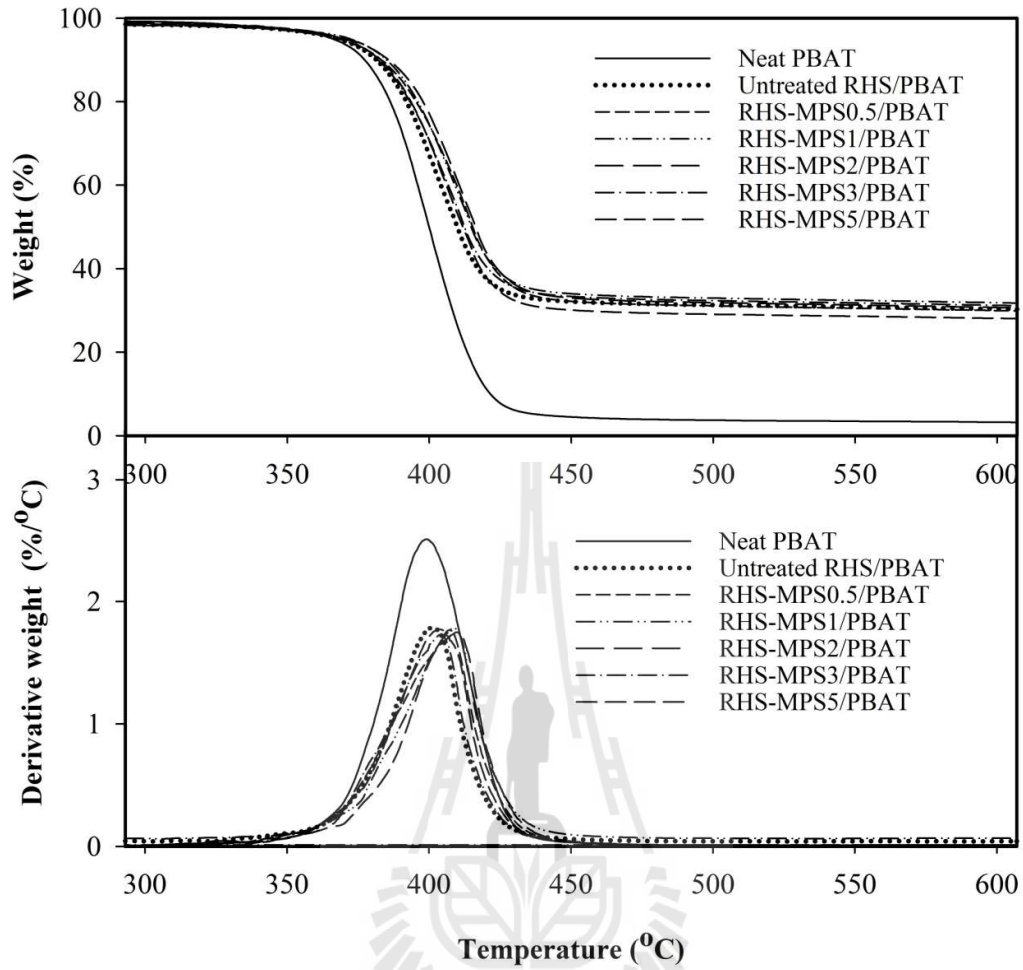 100
80
60
40
20
0
Weight (%)
Neat PBAT
Untreated RHS/PBAT
RHS-MPS0.5/PBAT
RHS-MPS1/PBAT
RHS-MPS2/PBAT
RHS-MPS3/PBAT
RHS-MPS5/PBAT
300 350 400 450 500 550 600
3
2
1
0
Derivative weight (%/°C)
Neat PBAT
Untreated RHS/PBAT
RHS-MPS0.5/PBAT
RHS-MPS1/PBAT
RHS-MPS2/PBAT
RHS-MPS3/PBAT
RHS-MPS5/PBAT
300 350 400 450 500 550 600
Temperature (°C)